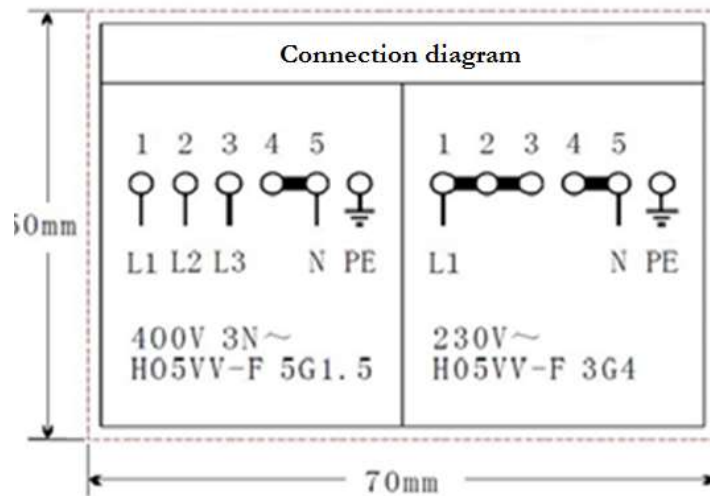 Connection diagram
1 2 3 4 5
L1 L2 L3 N PE
400V 3N～
H05VV-F 5G1.5
1 2 3 4 5
L1 N PE
230V～
H05VV-F 3G4
70mm